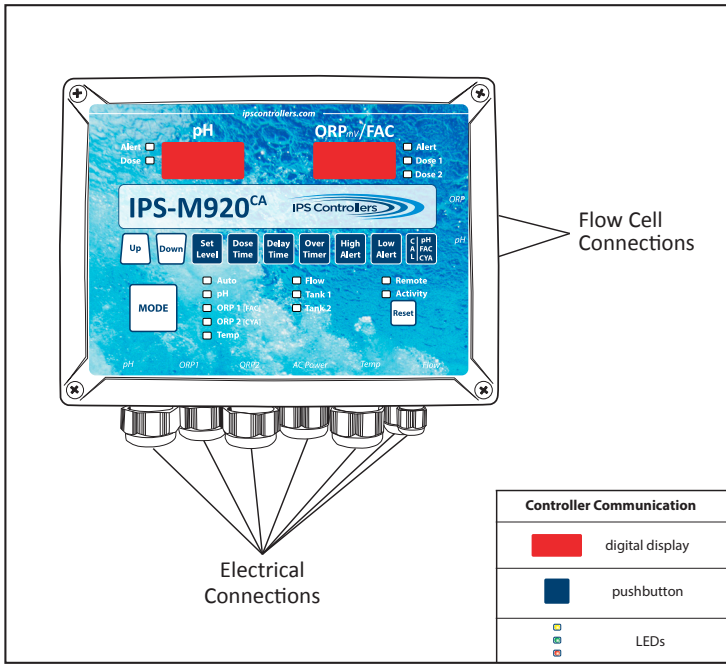 ipscontrollers.com
pH
ORPmv/FAC
Alert
Dose
Alert
Dose 1
Dose 2
IPS-M920CA
IPS Controllers
ORP
pH
Up
Down
Set Level
Dose Time
Delay Time
Over Timer
High Alert
Low Alert
CAL
pH FAC CYA
MODE
Auto
pH
ORP 1 [FAC]
ORP 2 [CYA]
Temp
Flow
Tank 1
Tank 2
Remote
Activity
Reset
pH
ORP1
ORP2
AC Power
Temp
Flow
Flow Cell
Connections
Electrical
Connections
Controller Communication
digital display
pushbutton
LEDs